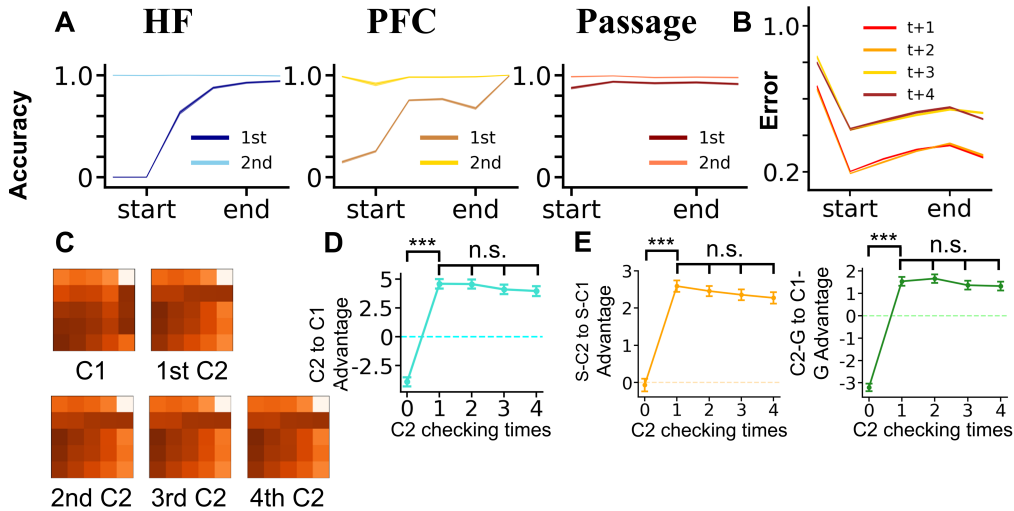 A
HF
PFC
Passage
B
Accuracy
1.0
0
1st
2nd
start
end
1.0
0
1st
2nd
start
end
1.0
0
1st
2nd
start
end
Error
1.0
0.2
t+1
t+2
t+3
t+4
start
end
C
C1
1st C2
2nd C2
3rd C2
4th C2
D
***
n.s.
C2 to C1
Advantage
5
0
-2.5
0 1 2 3 4
C2 checking times
E
***
n.s.
S-C2 to S-C1
Advantage
3
2
1
0
0 1 2 3 4
C2 checking times
***
n.s.
C2-G to C1-
G Advantage
2
1
0
-1
-2
-3
0 1 2 3 4
C2 checking times